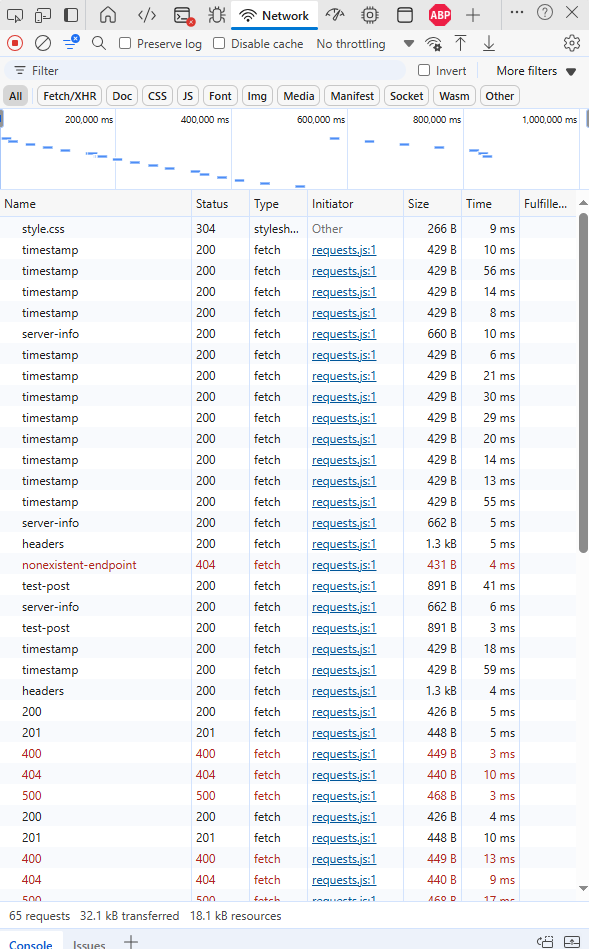 Network ABP
Preserve log Disable cache No throttling
Filter Invert More filters
All Fetch/XHR Doc CSS JS Font Img Media Manifest Socket Wasm Other
200,000 ms 400,000 ms 600,000 ms 800,000 ms 1,000,000 ms
Name Status Type Initiator Size Time Fulfille...
style.css 304 stylesh... Other 266 B 9 ms
timestamp 200 fetch requests.js:1 429 B 10 ms
timestamp 200 fetch requests.js:1 429 B 56 ms
timestamp 200 fetch requests.js:1 429 B 14 ms
timestamp 200 fetch requests.js:1 429 B 8 ms
server-info 200 fetch requests.js:1 660 B 10 ms
timestamp 200 fetch requests.js:1 429 B 6 ms
timestamp 200 fetch requests.js:1 429 B 21 ms
timestamp 200 fetch requests.js:1 429 B 30 ms
timestamp 200 fetch requests.js:1 429 B 29 ms
timestamp 200 fetch requests.js:1 429 B 20 ms
timestamp 200 fetch requests.js:1 429 B 14 ms
timestamp 200 fetch requests.js:1 429 B 13 ms
timestamp 200 fetch requests.js:1 429 B 55 ms
server-info 200 fetch requests.js:1 662 B 5 ms
headers 200 fetch requests.js:1 1.3 kB 5 ms
nonexistent-endpoint 404 fetch requests.js:1 431 B 4 ms
test-post 200 fetch requests.js:1 891 B 41 ms
server-info 200 fetch requests.js:1 662 B 6 ms
test-post 200 fetch requests.js:1 891 B 3 ms
timestamp 200 fetch requests.js:1 429 B 18 ms
timestamp 200 fetch requests.js:1 429 B 59 ms
headers 200 fetch requests.js:1 1.3 kB 4 ms
200 200 fetch requests.js:1 426 B 5 ms
201 201 fetch requests.js:1 448 B 5 ms
400 400 fetch requests.js:1 449 B 3 ms
404 404 fetch requests.js:1 440 B 10 ms
500 500 fetch requests.js:1 468 B 3 ms
200 200 fetch requests.js:1 426 B 4 ms
201 201 fetch requests.js:1 448 B 10 ms
400 400 fetch requests.js:1 449 B 13 ms
404 404 fetch requests.js:1 440 B 9 ms
500 500 fetch requests.js:1 468 B 17 ms
65 requests 32.1 kB transferred 18.1 kB resources
Console Issues